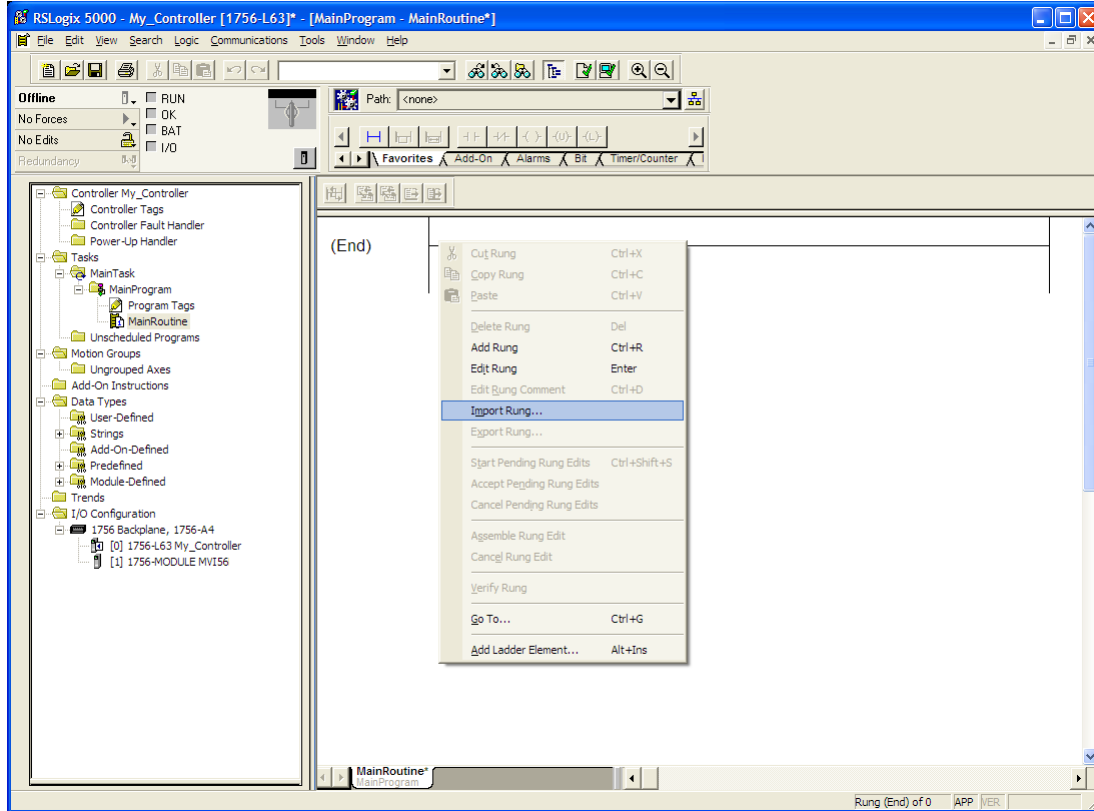 RSLogix 5000 - My_Controller [1756-L63]* - [MainProgram - MainRoutine*]
File Edit View Search Logic Communications Tools Window Help
Offline
RUN
No Forces
OK
No Edits
BAT
I/O
Redundancy
Path: <none>
Favorites Add-On Alarms Bit Timer/Counter
Controller My_Controller
Controller Tags
Controller Fault Handler
Power-Up Handler
Tasks
MainTask
MainProgram
Program Tags
MainRoutine
Unscheduled Programs
Motion Groups
Ungrouped Axes
Add-On Instructions
Data Types
User-Defined
Strings
Add-On-Defined
Predefined
Module-Defined
Trends
I/O Configuration
1756 Backplane, 1756-A4
[0] 1756-L63 My_Controller
[1] 1756-MODULE MVI56
(End)
Cut Rung Ctrl+X
Copy Rung Ctrl+C
Paste Ctrl+V
Delete Rung Del
Add Rung Ctrl+R
Edit Rung Enter
Edit Rung Comment Ctrl+D
Import Rung...
Export Rung...
Start Pending Rung Edits Ctrl+Shift+S
Accept Pending Rung Edits
Cancel Pending Rung Edits
Assemble Rung Edit
Cancel Rung Edit
Verify Rung
Go To... Ctrl+G
Add Ladder Element... Alt+Ins
MainRoutine*
MainProgram
Rung (End) of 0 APP VER